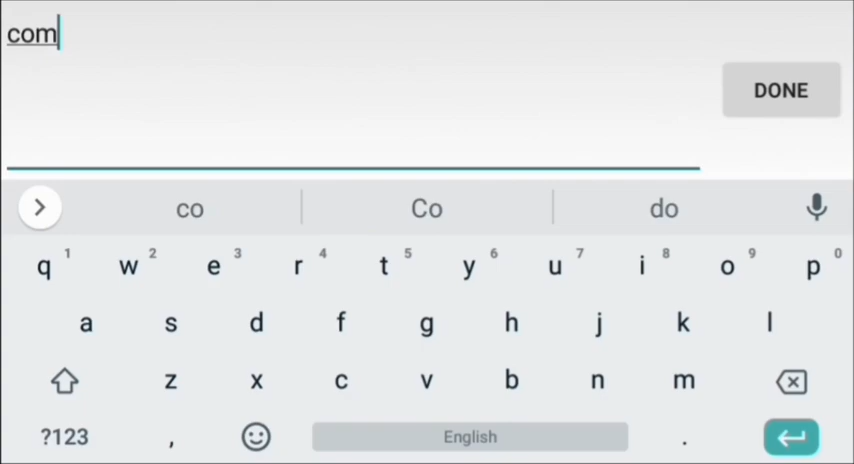 com
DONE
co Co do
q 1 w 2 e 3 r 4 t 5 y 6 u 7 i 8 o 9 p 0
a s d f g h j k l
z x c v b n m
?123 , English .